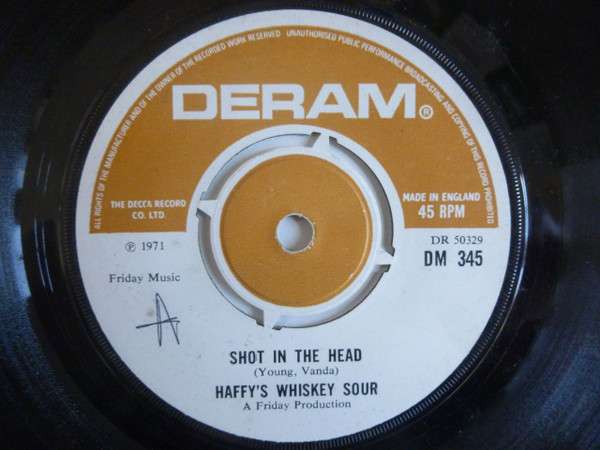 ALL RIGHTS OF THE MANUFACTURER AND OF THE OWNER OF THE RECORDED WORK RESERVED UNAUTHORISED PUBLIC PERFORMANCE BROADCASTING AND COPYING OF THIS RECORD PROHIBITED
DERAM®
THE DECCA RECORD
CO. LTD.
MADE IN ENGLAND
45 RPM
℗ 1971
DR 50329
DM 345
Friday Music
A
SHOT IN THE HEAD
(Young, Vanda)
HAFFY'S WHISKEY SOUR
A Friday Production